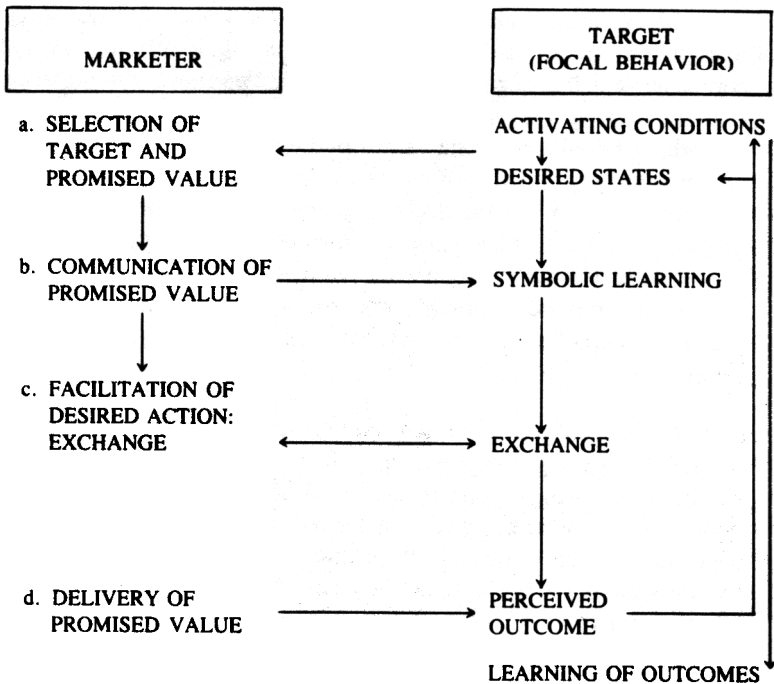 MARKETER
TARGET
(FOCAL BEHAVIOR)
a. SELECTION OF
TARGET AND
PROMISED VALUE
ACTIVATING CONDITIONS
DESIRED STATES
b. COMMUNICATION OF
PROMISED VALUE
SYMBOLIC LEARNING
c. FACILITATION OF
DESIRED ACTION:
EXCHANGE
EXCHANGE
d. DELIVERY OF
PROMISED VALUE
PERCEIVED
OUTCOME
LEARNING OF OUTCOMES